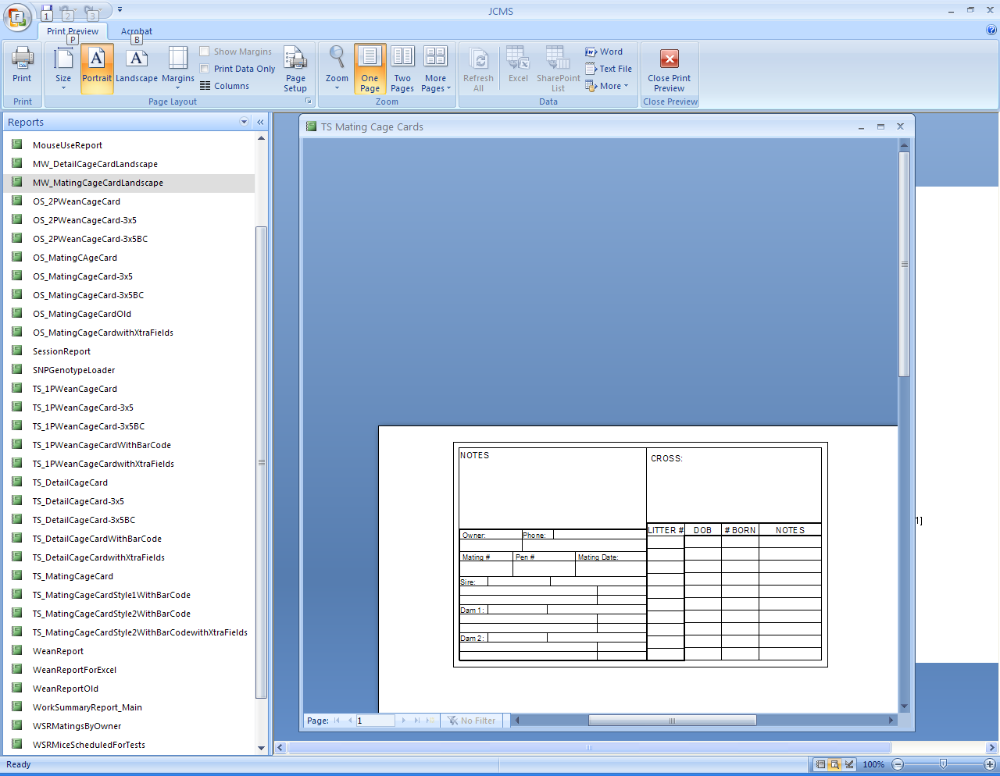 JCMS
F
1
2
3
Print Preview
Acrobat
P
B
Print
Size
Portrait
Landscape
Margins
Show Margins
Print Data Only
Columns
Page Setup
Zoom
One Page
Two Pages
More Pages
Refresh All
Excel
SharePoint List
Word
Text File
More
Close Print Preview
Print
Page Layout
Zoom
Data
Close Preview
Reports
MouseUseReport
MW_DetailCageCardLandscape
MW_MatingCageCardLandscape
OS_2PWeanCageCard
OS_2PWeanCageCard-3x5
OS_2PWeanCageCard-3x5BC
OS_MatingCAgeCard
OS_MatingCageCard-3x5
OS_MatingCageCard-3x5BC
OS_MatingCageCardOld
OS_MatingCageCardwithXtraFields
SessionReport
SNPGenotypeLoader
TS_1PWeanCageCard
TS_1PWeanCageCard-3x5
TS_1PWeanCageCard-3x5BC
TS_1PWeanCageCardWithBarCode
TS_1PWeanCageCardwithXtraFields
TS_DetailCageCard
TS_DetailCageCard-3x5
TS_DetailCageCard-3x5BC
TS_DetailCageCardWithBarCode
TS_DetailCageCardwithXtraFields
TS_MatingCageCard
TS_MatingCageCardStyle1WithBarCode
TS_MatingCageCardStyle2WithBarCode
TS_MatingCageCardStyle2WithBarCodewithXtraFields
WeanReport
WeanReportForExcel
WeanReportOld
WorkSummaryReport_Main
WSRMatingsByOwner
WSRMiceScheduledForTests
TS Mating Cage Cards
NOTES
CROSS:
LITTER # DOB # BORN NOTES
Owner: Phone:
Mating # Pen # Mating Date:
Sire:
Dam 1:
Dam 2:
1]
Page: 1 No Filter
Ready
100%